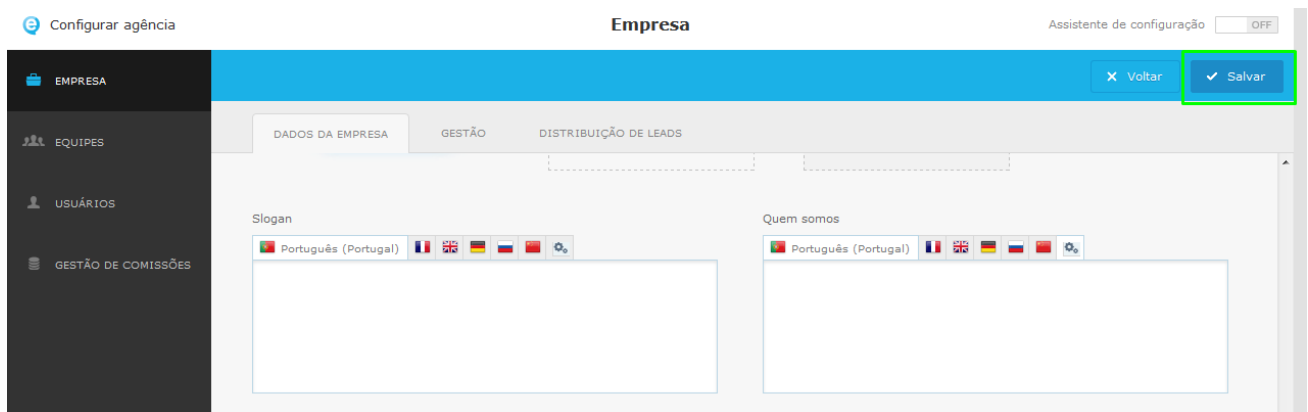 Configurar agência
Empresa
Assistente de configuração OFF
EMPRESA
Voltar
Salvar
EQUIPES
DADOS DA EMPRESA
GESTÃO
DISTRIBUIÇÃO DE LEADS
USUÁRIOS
GESTÃO DE COMISSÕES
Slogan
Português (Portugal)
Quem somos
Português (Portugal)